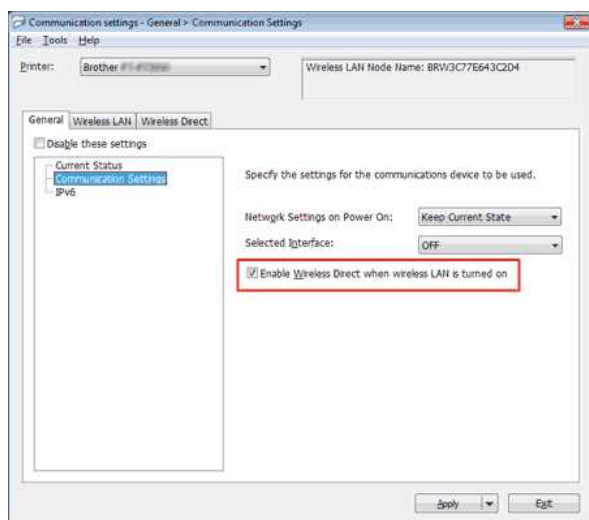 Communication settings - General > Communication Settings
File Tools Help
Printer: Brother
Wireless LAN Node Name: BRW3C77E643C2D4
General Wireless LAN Wireless Direct
Disable these settings
Current Status
Communication Settings
IPv6
Specify the settings for the communications device to be used.
Network Settings on Power On: Keep Current State
Selected Interface: OFF
Enable Wireless Direct when wireless LAN is turned on
Apply Exit